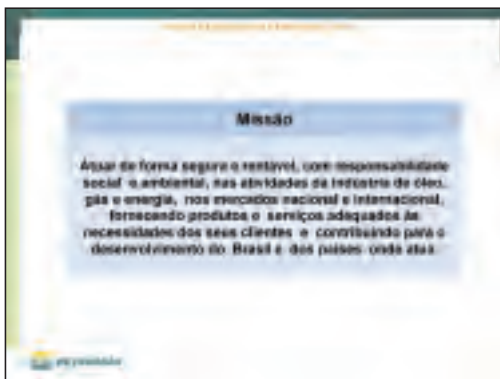 Missão
Atuar de forma segura e rentável, com responsabilidade
social e ambiental, nas atividades da indústria de óleo,
gás e energia, nos mercados nacional e internacional,
fornecendo produtos e serviços adequados às
necessidades dos seus clientes e contribuindo para o
desenvolvimento do Brasil e dos países onde atua.
PETROBRAS